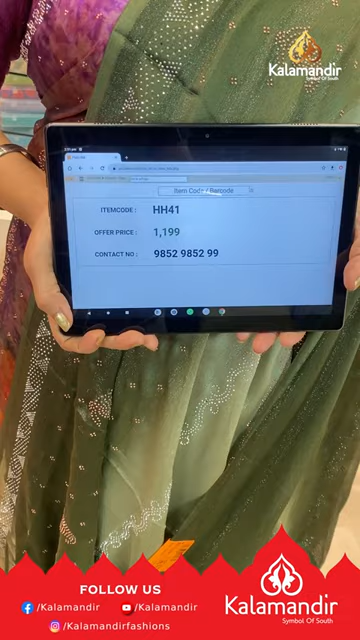 Kalamandir
Symbol Of South
Item Code / Barcode
ITEMCODE : HH41
OFFER PRICE : 1,199
CONTACT NO : 9852 9852 99
FOLLOW US
/Kalamandir /Kalamandir
/Kalamandirfashions
Kalamandir
Symbol Of South